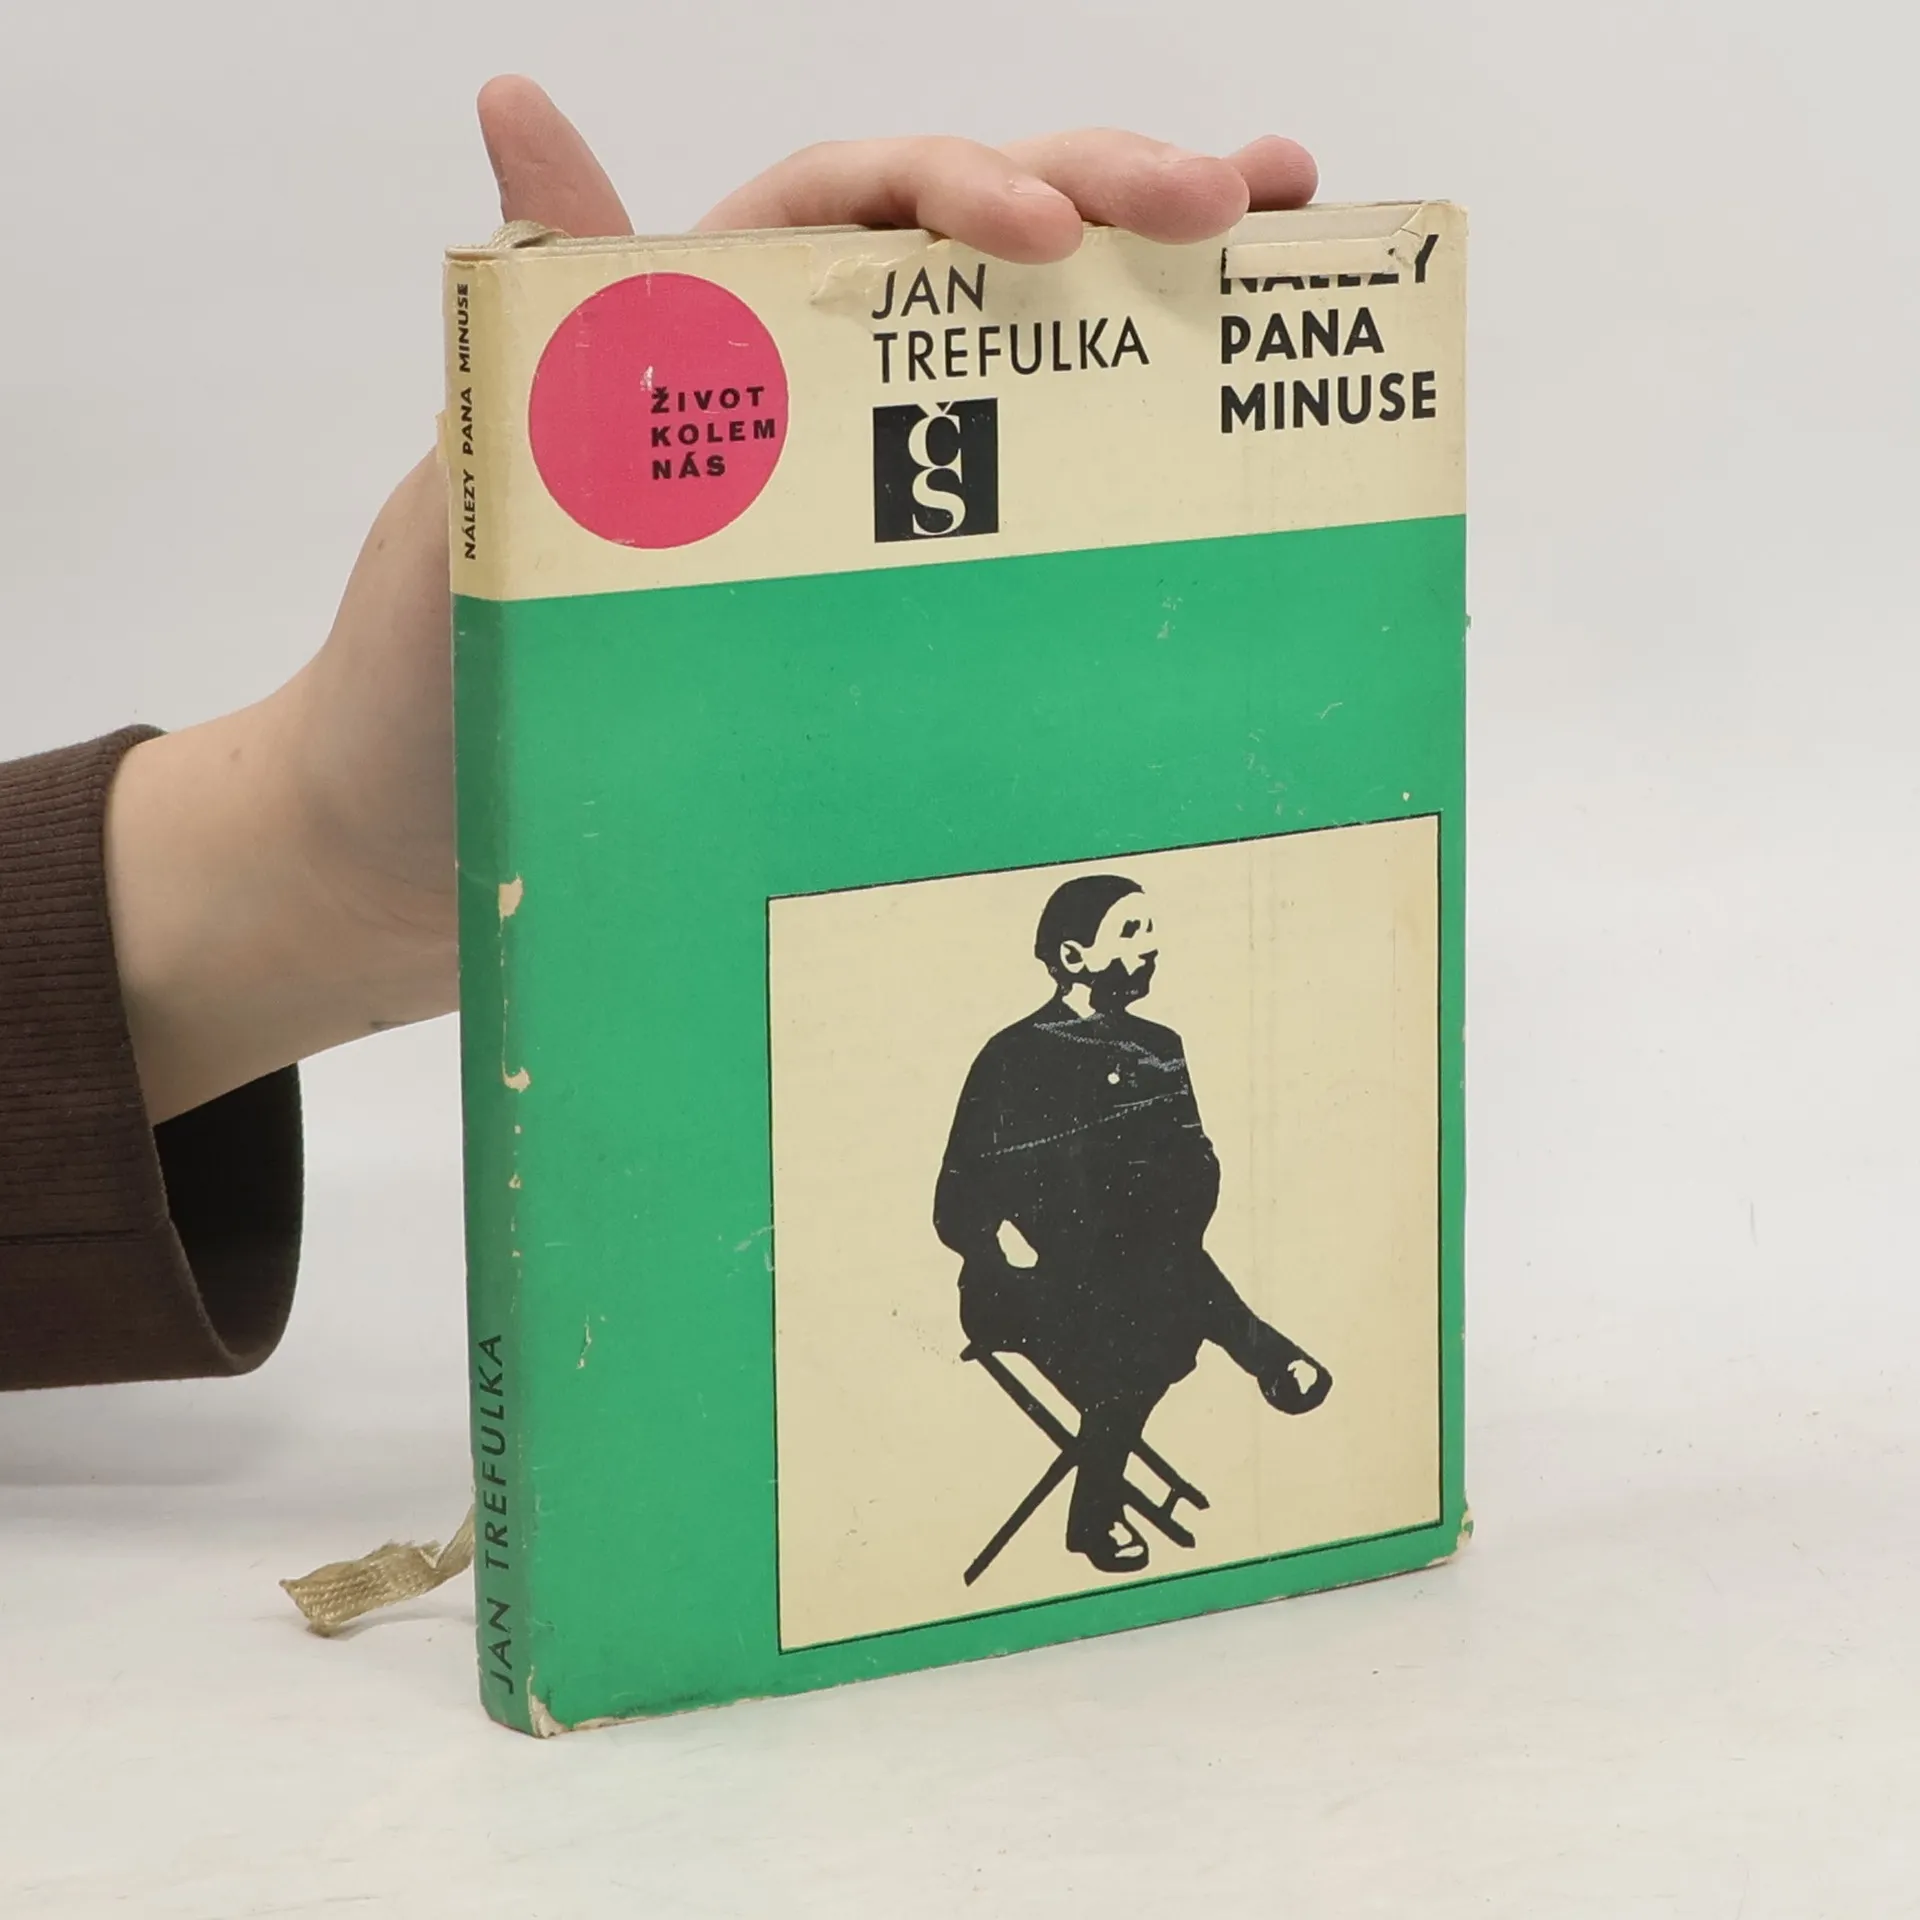 NÁLEZY PANA MINUSE
JAN TREFULKA
ŽIVOT
KOLEM
NÁS
JAN
TREFULKA
ČS
NÁLEZY
PANA
MINUSE